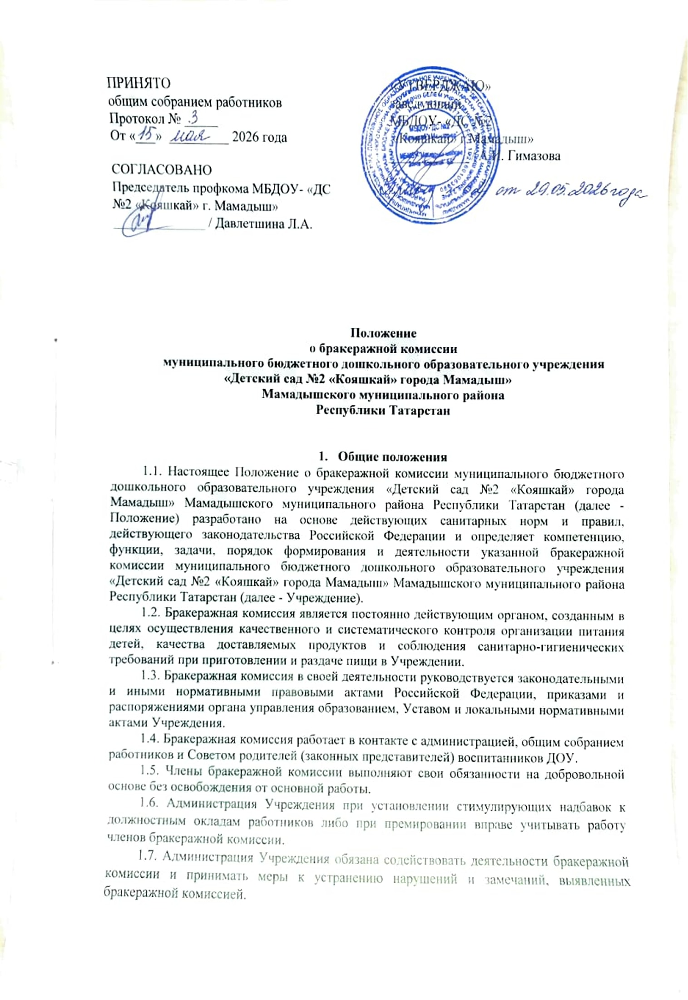 ПРИНЯТО
общим собранием работников
Протокол № 3
От «15» мая 2026 года
СОГЛАСОВАНО
Председатель профкома МБДОУ- «ДС
№2 «Кояшкай» г. Мамадыш»
/ Давлетшина Л.А.
«УТВЕРДЖАЮ»
МБДОУ- «ДС №2
«Кояшкай» г Мамадыш»
А.И. Гимазова
от 29.05.2026 года
Положение
о бракеражной комиссии
муниципального бюджетного дошкольного образовательного учреждения
«Детский сад №2 «Кояшкай» города Мамадыш»
Мамадышского муниципального района
Республики Татарстан
1. Общие положения
1.1. Настоящее Положение о бракеражной комиссии муниципального бюджетного
дошкольного образовательного учреждения «Детский сад №2 «Кояшкай» города
Мамадыш» Мамадышского муниципального района Республики Татарстан (далее -
Положение) разработано на основе действующих санитарных норм и правил,
действующего законодательства Российской Федерации и определяет компетенцию,
функции, задачи, порядок формирования и деятельности указанной бракеражной
комиссии муниципального бюджетного дошкольного образовательного учреждения
«Детский сад №2 «Кояшкай» города Мамадыш» Мамадышского муниципального района
Республики Татарстан (далее - Учреждение).
1.2. Бракеражная комиссия является постоянно действующим органом, созданным в
целях осуществления качественного и систематического контроля организации питания
детей, качества доставляемых продуктов и соблюдения санитарно-гигиенических
требований при приготовлении и раздаче пищи в Учреждении.
1.3. Бракеражная комиссия в своей деятельности руководствуется законодательными
и иными нормативными правовыми актами Российской Федерации, приказами и
распоряжениями органа управления образованием, Уставом и локальными нормативными
актами Учреждения.
1.4. Бракеражная комиссия работает в контакте с администрацией, общим собранием
работников и Советом родителей (законных представителей) воспитанников ДОУ.
1.5. Члены бракеражной комиссии выполняют свои обязанности на добровольной
основе без освобождения от основной работы.
1.6. Администрация Учреждения при установлении стимулирующих надбавок к
должностным окладам работников либо при премировании вправе учитывать работу
членов бракеражной комиссии.
1.7. Администрация Учреждения обязана содействовать деятельности бракеражной
комиссии и принимать меры к устранению нарушений и замечаний, выявленных
бракеражной комиссией.